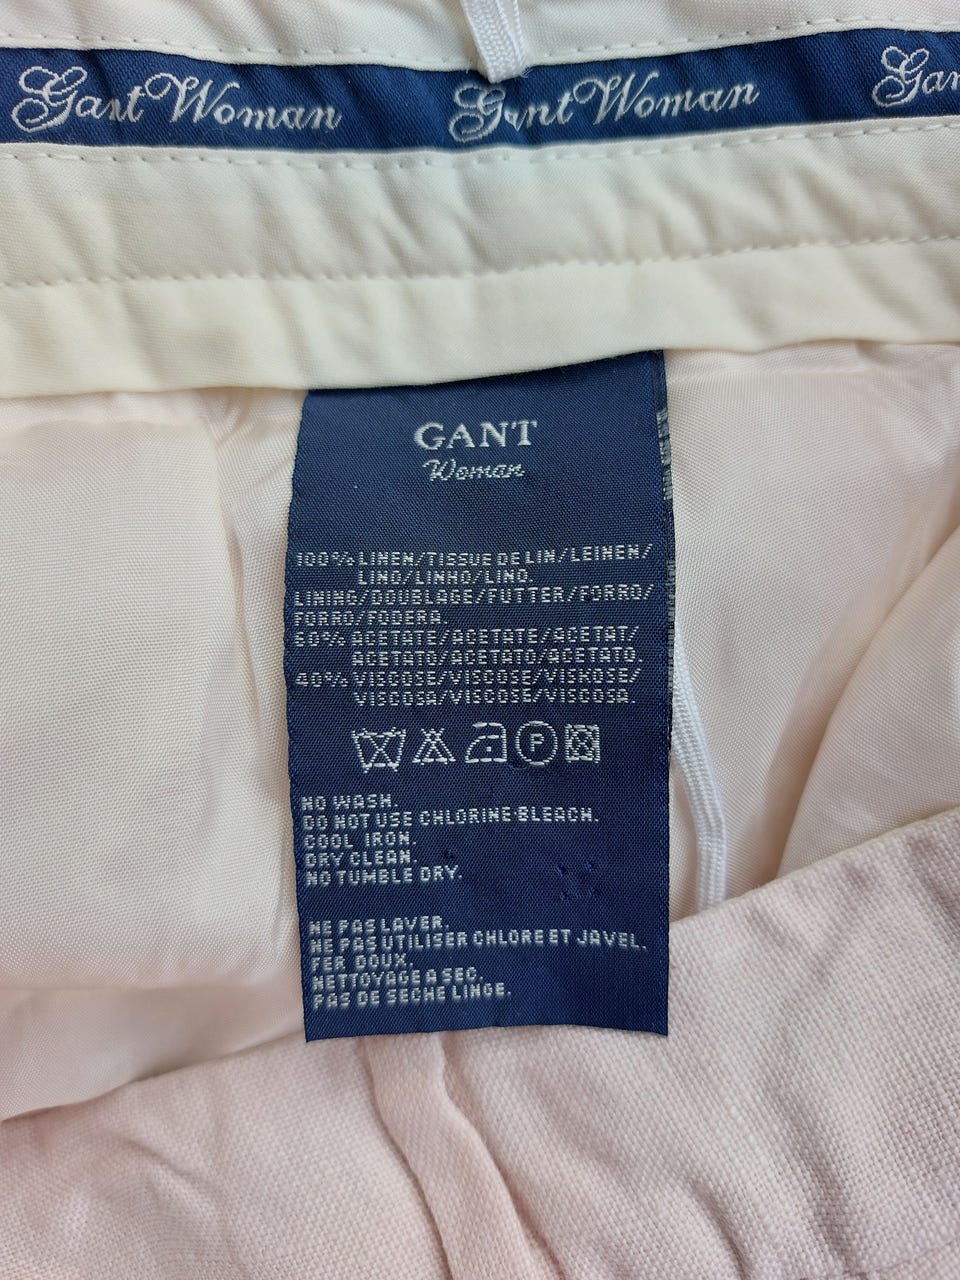 Gant Woman Gant Woman Gan
GANT
Woman
100% LINEN/TISSUE DE LIN/LEINEN/
LINO/LINHO/LINO.
LINING/DOUBLAGE/FUTTER/FORRO/
FORRO/FODERA.
60% ACETATE/ACETATE/ACETAT/
ACETATO/ACETATO/ACETATO.
40% VISCOSE/VISCOSE/VISKOSE/
VISCOSA/VISCOSE/VISCOSA.
P
NO WASH.
DO NOT USE CHLORINE-BLEACH.
COOL IRON.
DRY CLEAN.
NO TUMBLE DRY.
NE PAS LAVER.
NE PAS UTILISER CHLORE ET JAVEL.
FER DOUX.
NETTOYAGE A SEC.
PAS DE SECHE LINGE.